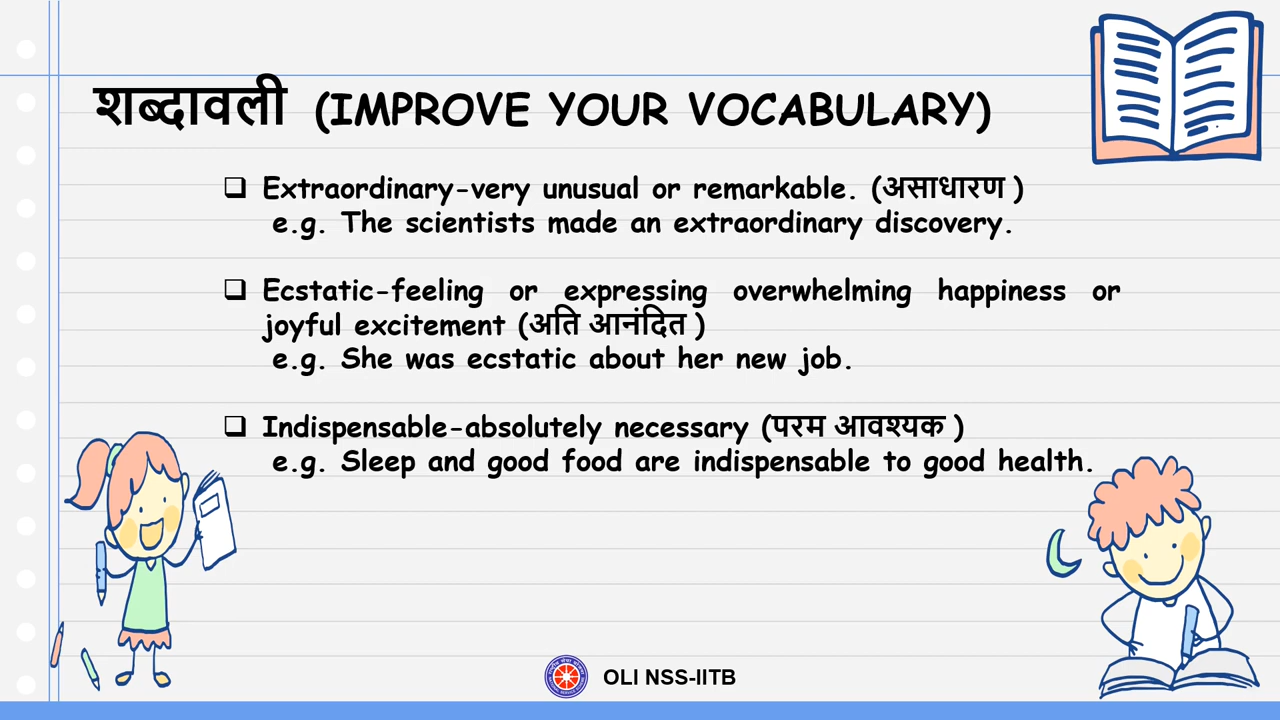 शब्दावली (IMPROVE YOUR VOCABULARY)
Extraordinary-very unusual or remarkable. (असाधारण )
e.g. The scientists made an extraordinary discovery.
Ecstatic-feeling or expressing overwhelming happiness or
joyful excitement (अति आनंदित )
e.g. She was ecstatic about her new job.
Indispensable-absolutely necessary (परम आवश्यक )
e.g. Sleep and good food are indispensable to good health.
OLI NSS-IITB